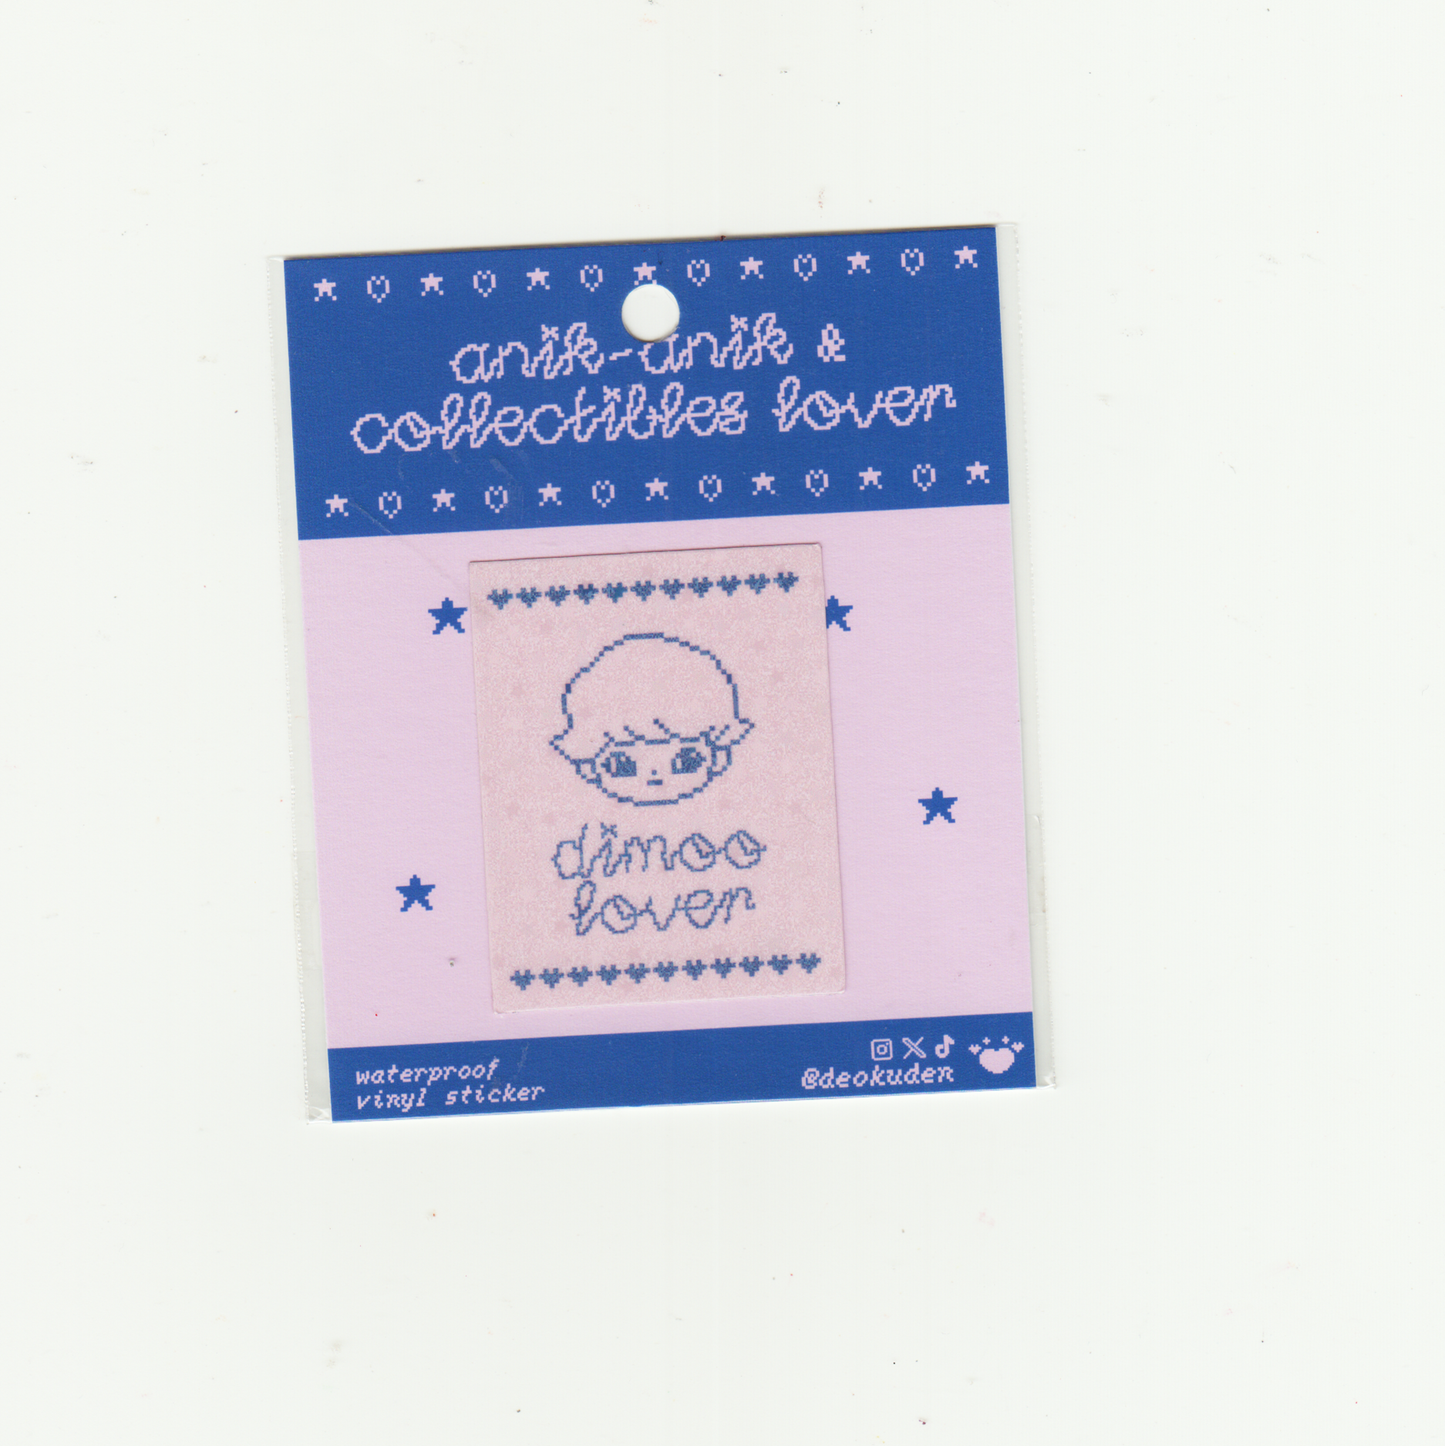 anik-anik &
collectibles lover
dimoo
lover
waterproof
vinyl sticker
@deokuden